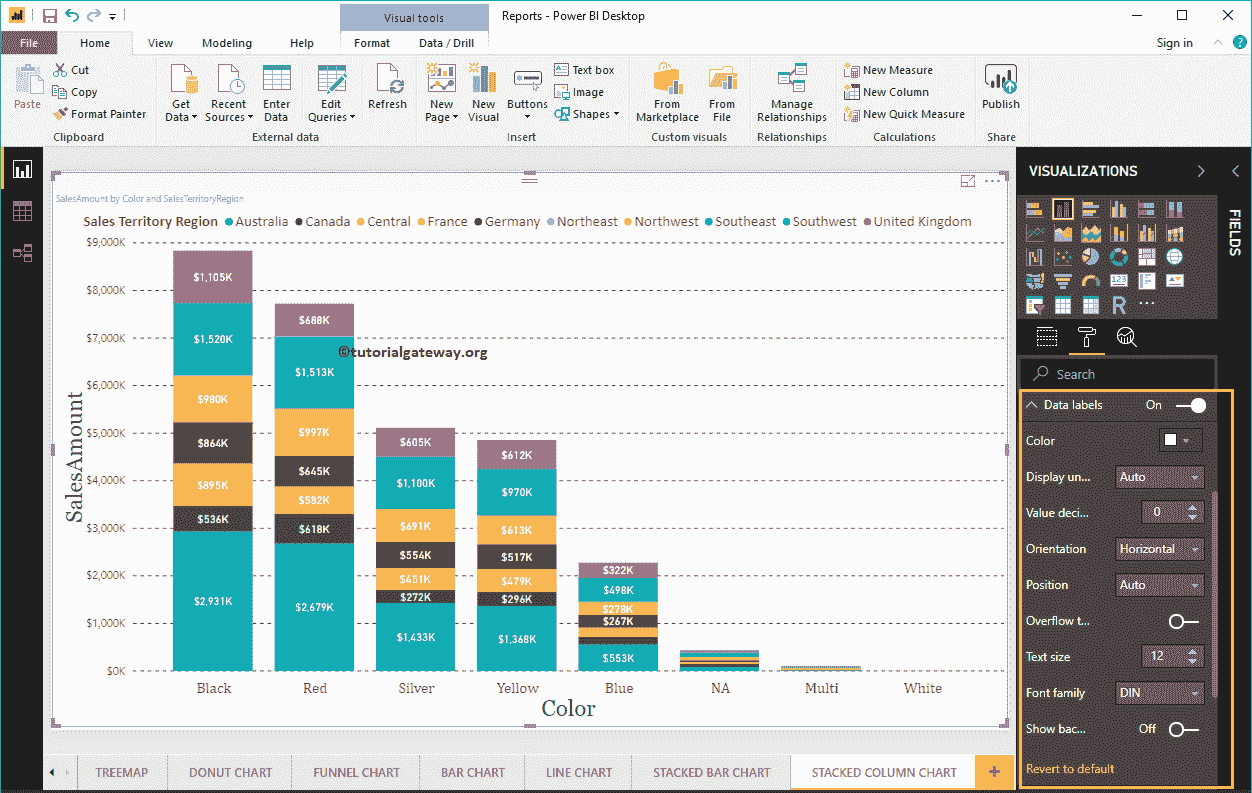 Visual tools
Reports - Power BI Desktop
File Home View Modeling Help Format Data / Drill Sign in ?
Paste
Cut
Copy
Format Painter
Clipboard
Get Data
Recent Sources
Enter Data
Edit Queries
External data
Refresh
New Page
New Visual
Buttons
Text box
Image
Shapes
Insert
From Marketplace
From File
Custom visuals
Manage Relationships
Relationships
New Measure
New Column
New Quick Measure
Calculations
Publish
Share
SalesAmount by Color and SalesTerritoryRegion
Sales Territory Region Australia Canada Central France Germany Northeast Northwest Southeast Southwest United Kingdom
SalesAmount
$9,000K
$8,000K
$7,000K
$6,000K
$5,000K
$4,000K
$3,000K
$2,000K
$1,000K
$0K
$1,105K
$1,520K
$980K
$864K
$895K
$536K
$2,931K
$688K
$1,513K
$997K
$645K
$582K
$618K
$2,679K
©tutorialgateway.org
$605K
$1,100K
$691K
$554K
$451K
$272K
$1,433K
$612K
$970K
$613K
$517K
$479K
$296K
$1,368K
$322K
$498K
$278K
$267K
$553K
Black Red Silver Yellow Blue NA Multi White
Color
VISUALIZATIONS
FIELDS
123
R
Search
Data labels On
Color
Display un... Auto
Value deci... 0
Orientation Horizontal
Position Auto
Overflow t...
Text size 12
Font family DIN
Show bac... Off
Revert to default
TREEMAP DONUT CHART FUNNEL CHART BAR CHART LINE CHART STACKED BAR CHART STACKED COLUMN CHART +